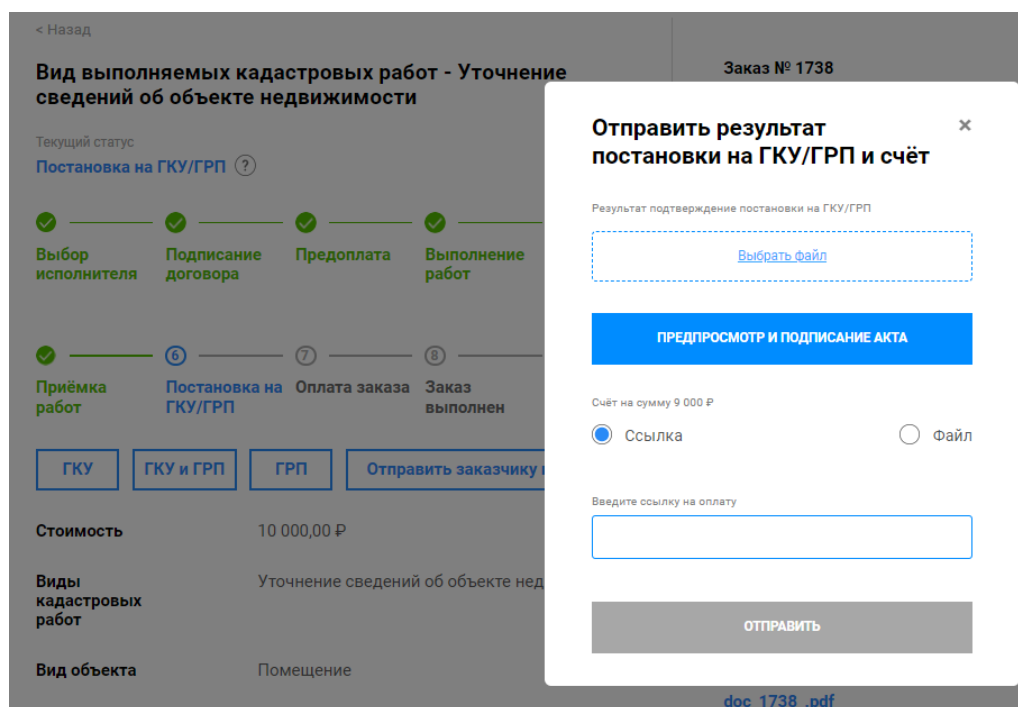 < Назад
Вид выполняемых кадастровых работ - Уточнение
сведений об объекте недвижимости
Текущий статус
Постановка на ГКУ/ГРП ?
Выбор исполнителя
Подписание договора
Предоплата
Выполнение работ
Приёмка работ
6 Постановка на ГКУ/ГРП
7 Оплата заказа
8 Заказ выполнен
ГКУ
ГКУ и ГРП
ГРП
Отправить заказчику
Стоимость 10 000,00 ₽
Виды кадастровых работ Уточнение сведений об объекте нед
Вид объекта Помещение
Заказ № 1738
Отправить результат
постановки на ГКУ/ГРП и счёт
×
Результат подтверждение постановки на ГКУ/ГРП
Выбрать файл
ПРЕДПРОСМОТР И ПОДПИСАНИЕ АКТА
Счёт на сумму 9 000 ₽
Ссылка
Файл
Введите ссылку на оплату
ОТПРАВИТЬ
doc_1738_.pdf